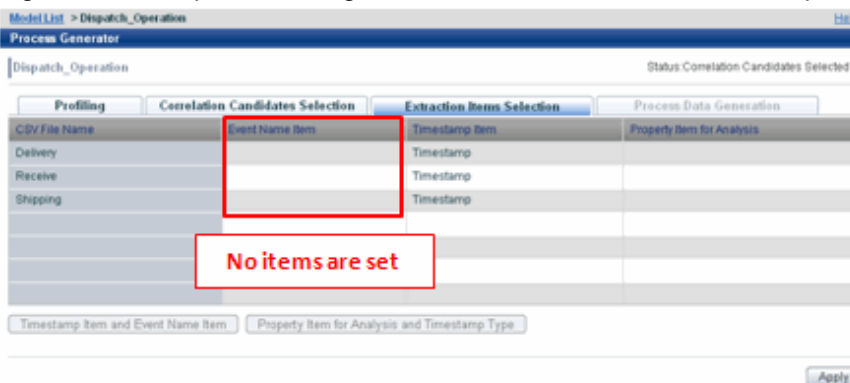 Model List > Dispatch_Operation
Process Generator
Dispatch_Operation
Status:Correlation Candidates Selected
Profiling Correlation Candidates Selection Extraction Items Selection Process Data Generation
CSV File Name Event Name Item Timestamp Item Property Item for Analysis
Delivery Timestamp
Receive Timestamp
Shipping Timestamp
No items are set
Timestamp Item and Event Name Item Property Item for Analysis and Timestamp Type
Apply